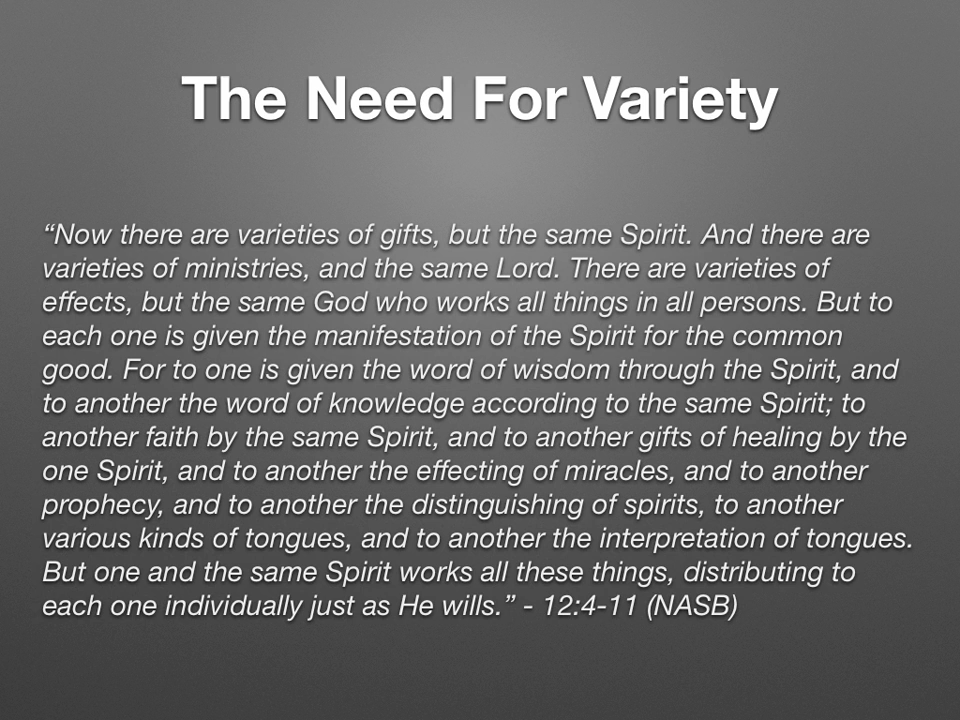 The Need For Variety
“Now there are varieties of gifts, but the same Spirit. And there are
varieties of ministries, and the same Lord. There are varieties of
effects, but the same God who works all things in all persons. But to
each one is given the manifestation of the Spirit for the common
good. For to one is given the word of wisdom through the Spirit, and
to another the word of knowledge according to the same Spirit; to
another faith by the same Spirit, and to another gifts of healing by the
one Spirit, and to another the effecting of miracles, and to another
prophecy, and to another the distinguishing of spirits, to another
various kinds of tongues, and to another the interpretation of tongues.
But one and the same Spirit works all these things, distributing to
each one individually just as He wills.” - 12:4-11 (NASB)